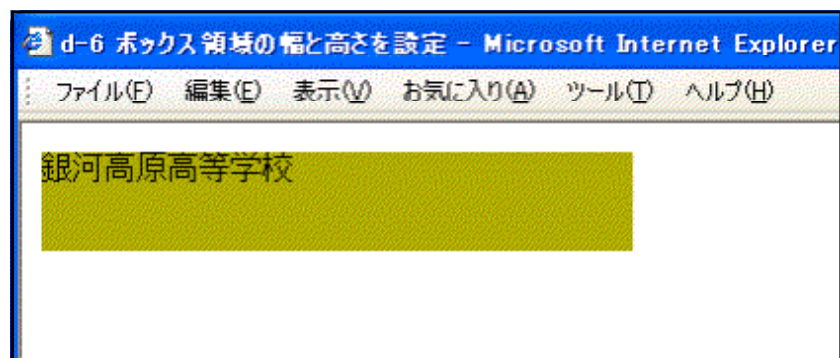 d-6 ボックス領域の幅と高さを設定 - Microsoft Internet Explorer
ファイル(F) 編集(E) 表示(V) お気に入り(A) ツール(T) ヘルプ(H)
銀河高原高等学校